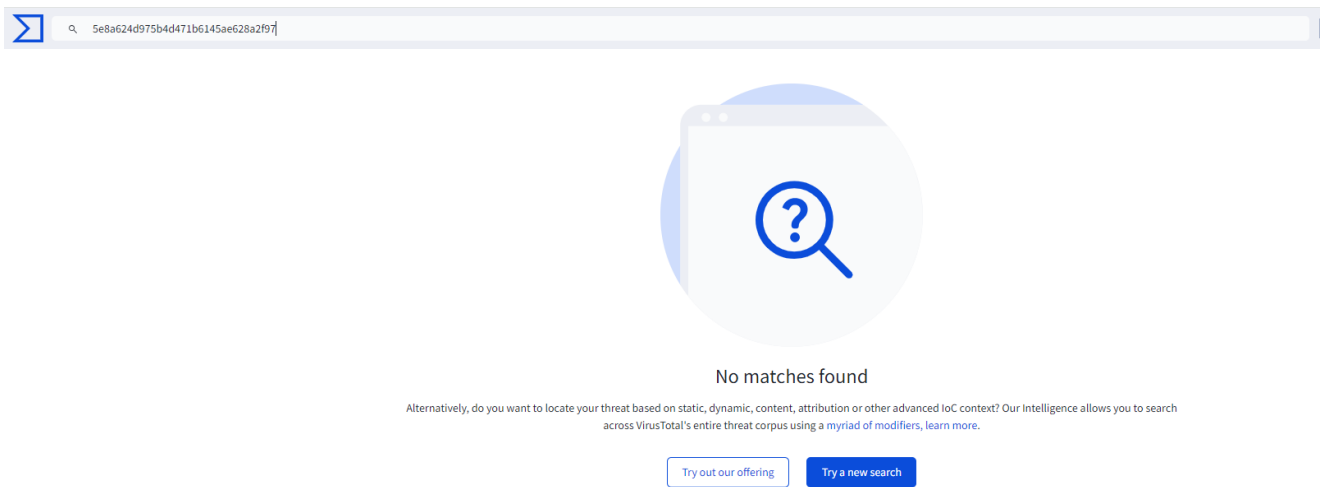 5e8a624d975b4d471b6145ae628a2f97
No matches found
Alternatively, do you want to locate your threat based on static, dynamic, content, attribution or other advanced IoC context? Our Intelligence allows you to search
across VirusTotal's entire threat corpus using a myriad of modifiers, learn more.
Try out our offering
Try a new search